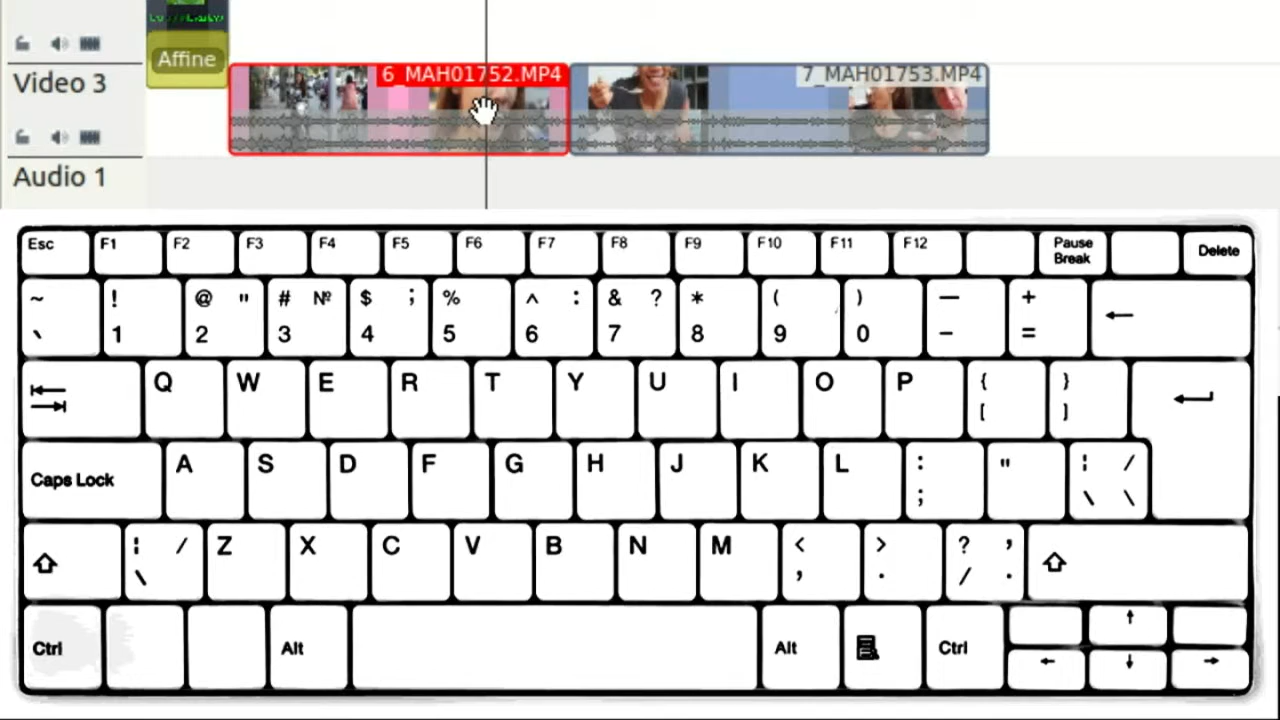 Affine
Video 3
6_MAH01752.MP4
7_MAH01753.MP4
Audio 1
Esc F1 F2 F3 F4 F5 F6 F7 F8 F9 F10 F11 F12 Pause Break Delete
~ ! @ " # № $ ; % ^ : & ? * ( ) — +
` 1 2 3 4 5 6 7 8 9 0 - = ←
Q W E R T Y U I O P { }
[ ]
Caps Lock A S D F G H J K L : " ¦ /
; \ \
¦ / Z X C V B N M < > ? ,
\ , . / .
Ctrl Alt Alt Ctrl ↑
← ↓ →